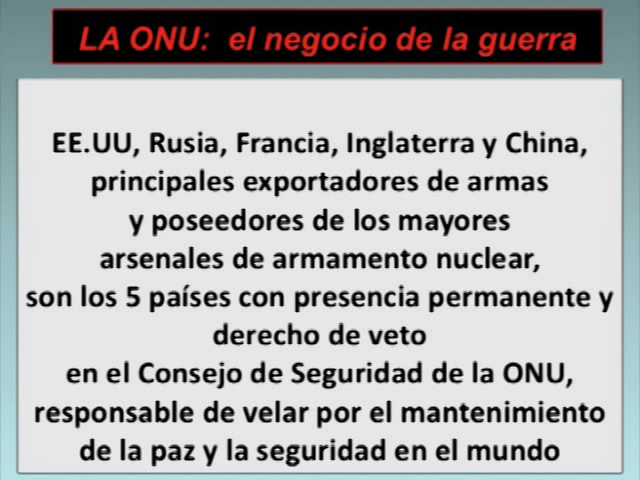 LA ONU: el negocio de la guerra
EE.UU, Rusia, Francia, Inglaterra y China,
principales exportadores de armas
y poseedores de los mayores
arsenales de armamento nuclear,
son los 5 países con presencia permanente y
derecho de veto
en el Consejo de Seguridad de la ONU,
responsable de velar por el mantenimiento
de la paz y la seguridad en el mundo